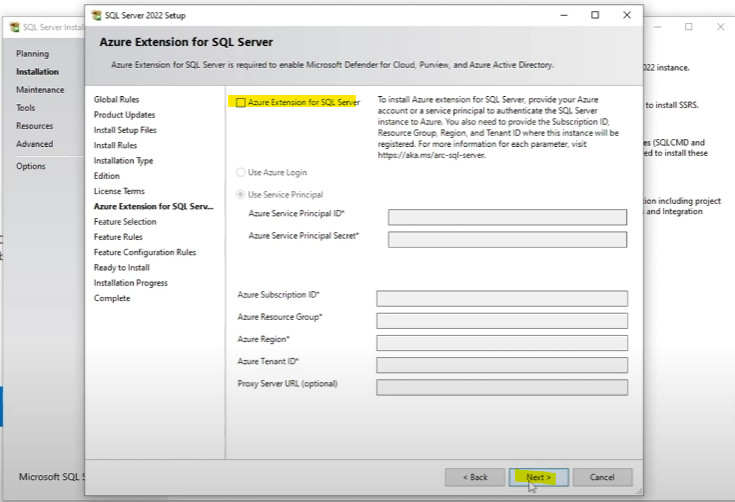 SQL Server Instal
SQL Server 2022 Setup
Azure Extension for SQL Server
Azure Extension for SQL Server is required to enable Microsoft Defender for Cloud, Purview, and Azure Active Directory.
Planning
Installation
Maintenance
Tools
Resources
Advanced
Options
Microsoft SQL S
Global Rules
Product Updates
Install Setup Files
Install Rules
Installation Type
Edition
License Terms
Azure Extension for SQL Serv...
Feature Selection
Feature Rules
Feature Configuration Rules
Ready to Install
Installation Progress
Complete
Azure Extension for SQL Server
To install Azure extension for SQL Server, provide your Azure
account or a service principal to authenticate the SQL Server
instance to Azure. You also need to provide the Subscription ID,
Resource Group, Region, and Tenant ID where this instance will be
registered. For more information for each parameter, visit
https://aka.ms/arc-sql-server.
Use Azure Login
Use Service Principal
Azure Service Principal ID*
Azure Service Principal Secret*
Azure Subscription ID*
Azure Resource Group*
Azure Region*
Azure Tenant ID*
Proxy Server URL (optional)
< Back
Next >
Cancel
022 instance.
to install SSRS.
es (SQLCMD and
ed to install these
tion including project
and Integration